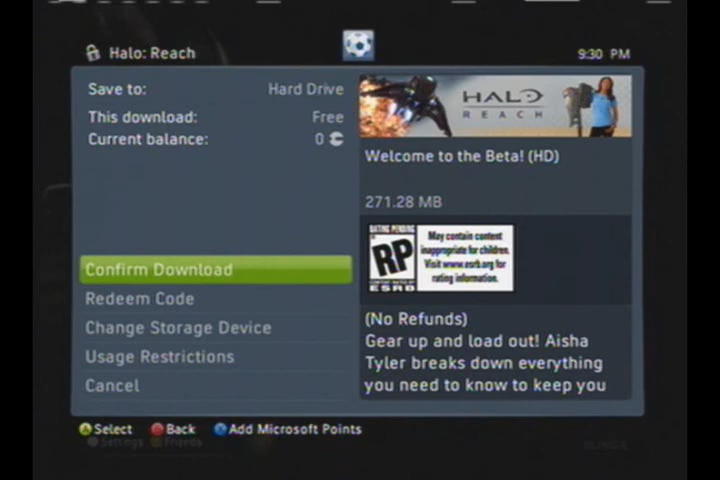 Halo: Reach
9:30 PM
Save to: Hard Drive
This download: Free
Current balance: 0
Confirm Download
Redeem Code
Change Storage Device
Usage Restrictions
Cancel
HALO
REACH
Welcome to the Beta! (HD)
271.28 MB
RATING PENDING
RP
ESRB
May contain content
inappropriate for children.
Visit www.esrb.org for
rating information.
(No Refunds)
Gear up and load out! Aisha
Tyler breaks down everything
you need to know to keep you
A Select B Back X Add Microsoft Points
Settings Friends